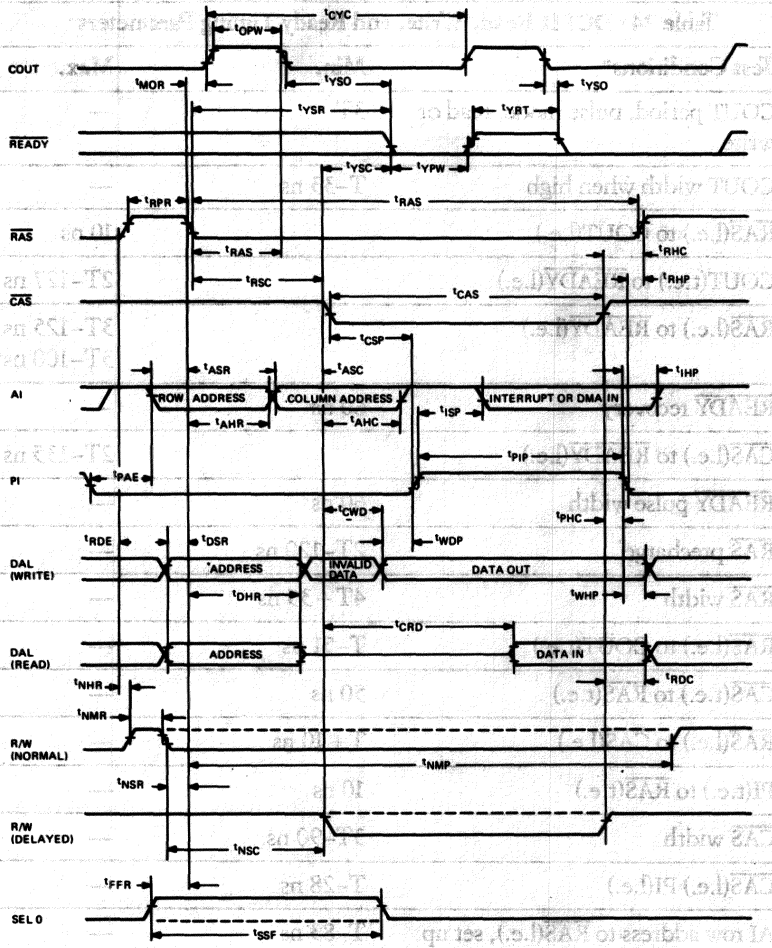 tCYC
tOPW
COUT
tMOR
tYSO
tYSO
tYSR
tYRT
READY
tYSC
tYPW
tRPR
tRAS
RAS
tRAS
tRHC
tRSC
tRHP
CAS
tCAS
tCSP
tASR
tASC
tIHP
AI
ROW ADDRESS
COLUMN ADDRESS
INTERRUPT OR DMA IN
tAHR
tAHC
tISP
tPIP
PI
tPAE
tCWD
tPHC
tRDE
tDSR
tWDP
DAL
(WRITE)
ADDRESS
INVALID
DATA
DATA OUT
tDHR
tWHP
tCRD
DAL
(READ)
ADDRESS
DATA IN
tRDC
tNHR
tNMR
R/W
(NORMAL)
tNMP
tNSR
R/W
(DELAYED)
tNSC
tFFR
SEL 0
tSSF